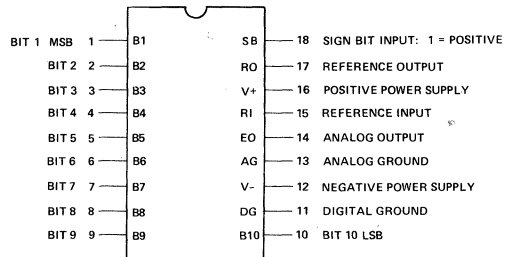 BIT 1 MSB 1 B1 SB 18 SIGN BIT INPUT: 1 = POSITIVE
BIT 2 2 B2 RO 17 REFERENCE OUTPUT
BIT 3 3 B3 V+ 16 POSITIVE POWER SUPPLY
BIT 4 4 B4 RI 15 REFERENCE INPUT
BIT 5 5 B5 EO 14 ANALOG OUTPUT
BIT 6 6 B6 AG 13 ANALOG GROUND
BIT 7 7 B7 V- 12 NEGATIVE POWER SUPPLY
BIT 8 8 B8 DG 11 DIGITAL GROUND
BIT 9 9 B9 B10 10 BIT 10 LSB